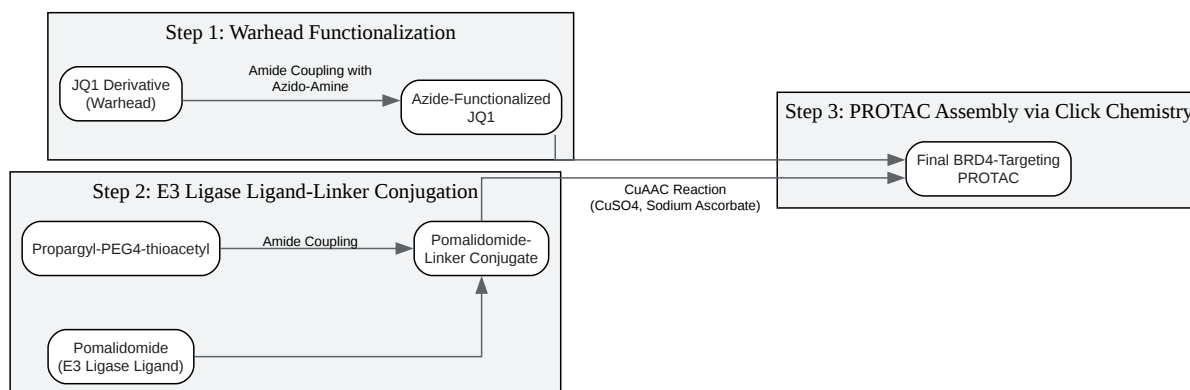 Step 1: Warhead Functionalization
JQ1 Derivative
(Warhead)
Amide Coupling with
Azido-Amine
Azide-Functionalized
JQ1
Step 2: E3 Ligase Ligand-Linker Conjugation
Propargyl-PEG4-thioacetyl
Amide Coupling
Pomalidomide-
Linker Conjugate
Pomalidomide
(E3 Ligase Ligand)
CuAAC Reaction
(CuSO4, Sodium Ascorbate)
Step 3: PROTAC Assembly via Click Chemistry
Final BRD4-Targeting
PROTAC